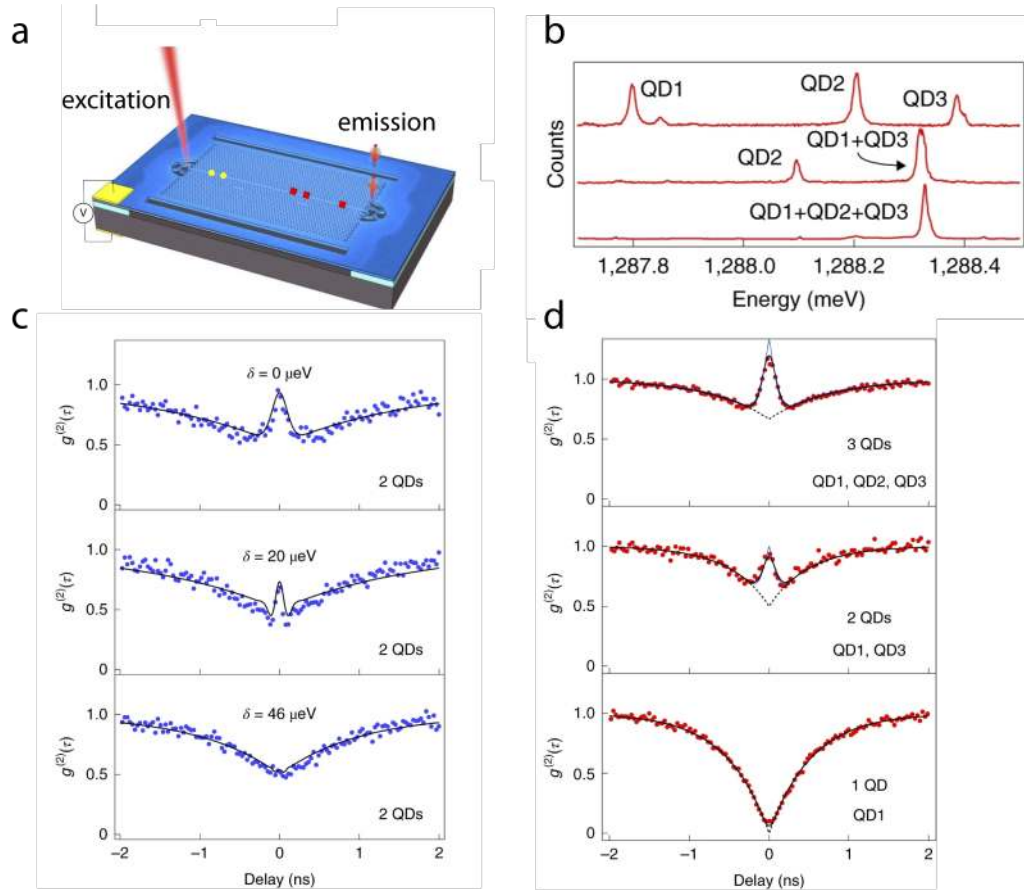 a
excitation
emission
V
b
Counts
QD1
QD2
QD3
QD2
QD1+QD3
QD1+QD2+QD3
1,287.8
1,288.0
1,288.2
1,288.4
Energy (meV)
c
g⁽²⁾(τ)
1.0
0.5
0
δ = 0 µeV
2 QDs
g⁽²⁾(τ)
1.0
0.5
0
δ = 20 µeV
2 QDs
g⁽²⁾(τ)
1.0
0.5
0
δ = 46 µeV
2 QDs
−2
−1
0
1
2
Delay (ns)
d
g⁽²⁾(τ)
1.0
0.5
0
3 QDs
QD1, QD2, QD3
g⁽²⁾(τ)
1.0
0.5
0
2 QDs
QD1, QD3
g⁽²⁾(τ)
1.0
0.5
0
1 QD
QD1
−2
−1
0
1
2
Delay (ns)